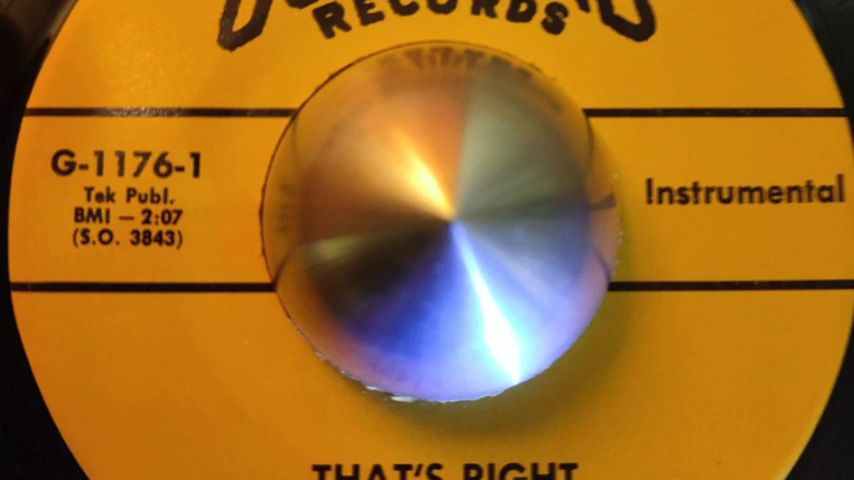 RECORDS
G-1176-1
Tek Publ.
BMI — 2:07
(S.O. 3843)
Instrumental
THAT'S RIGHT